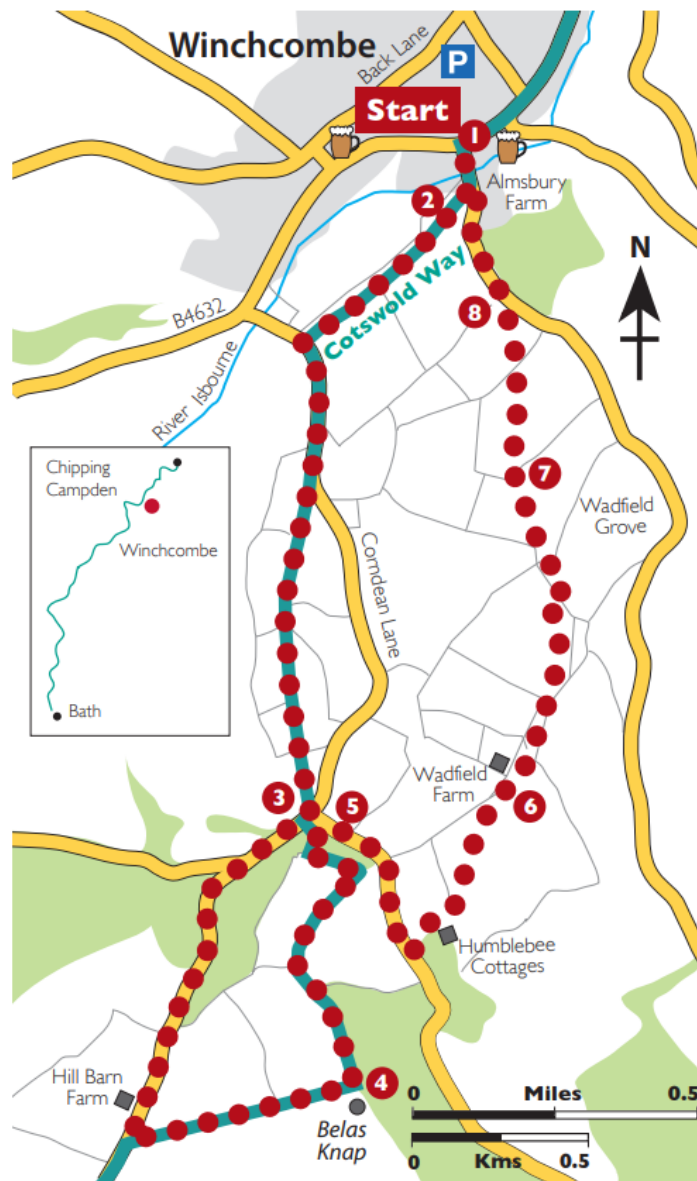 Winchcombe
Back Lane
P
Start
1
Almsbury
Farm
2
Cotswold Way
N
B4632
8
River Isbourne
7
Chipping
Campden
Winchcombe
Bath
Wadfield
Grove
Corndean Lane
Wadfield
Farm
3
5
6
Humblebee
Cottages
Hill Barn
Farm
4
Belas
Knap
0 Miles 0.5
0 Kms 0.5